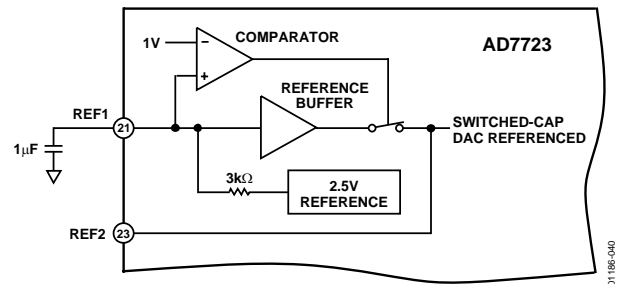 COMPARATOR
AD7723
1V
–
+
REFERENCE
BUFFER
REF1
21
SWITCHED-CAP
DAC REFERENCED
1μF
3kΩ
2.5V
REFERENCE
REF2
23
01186-040